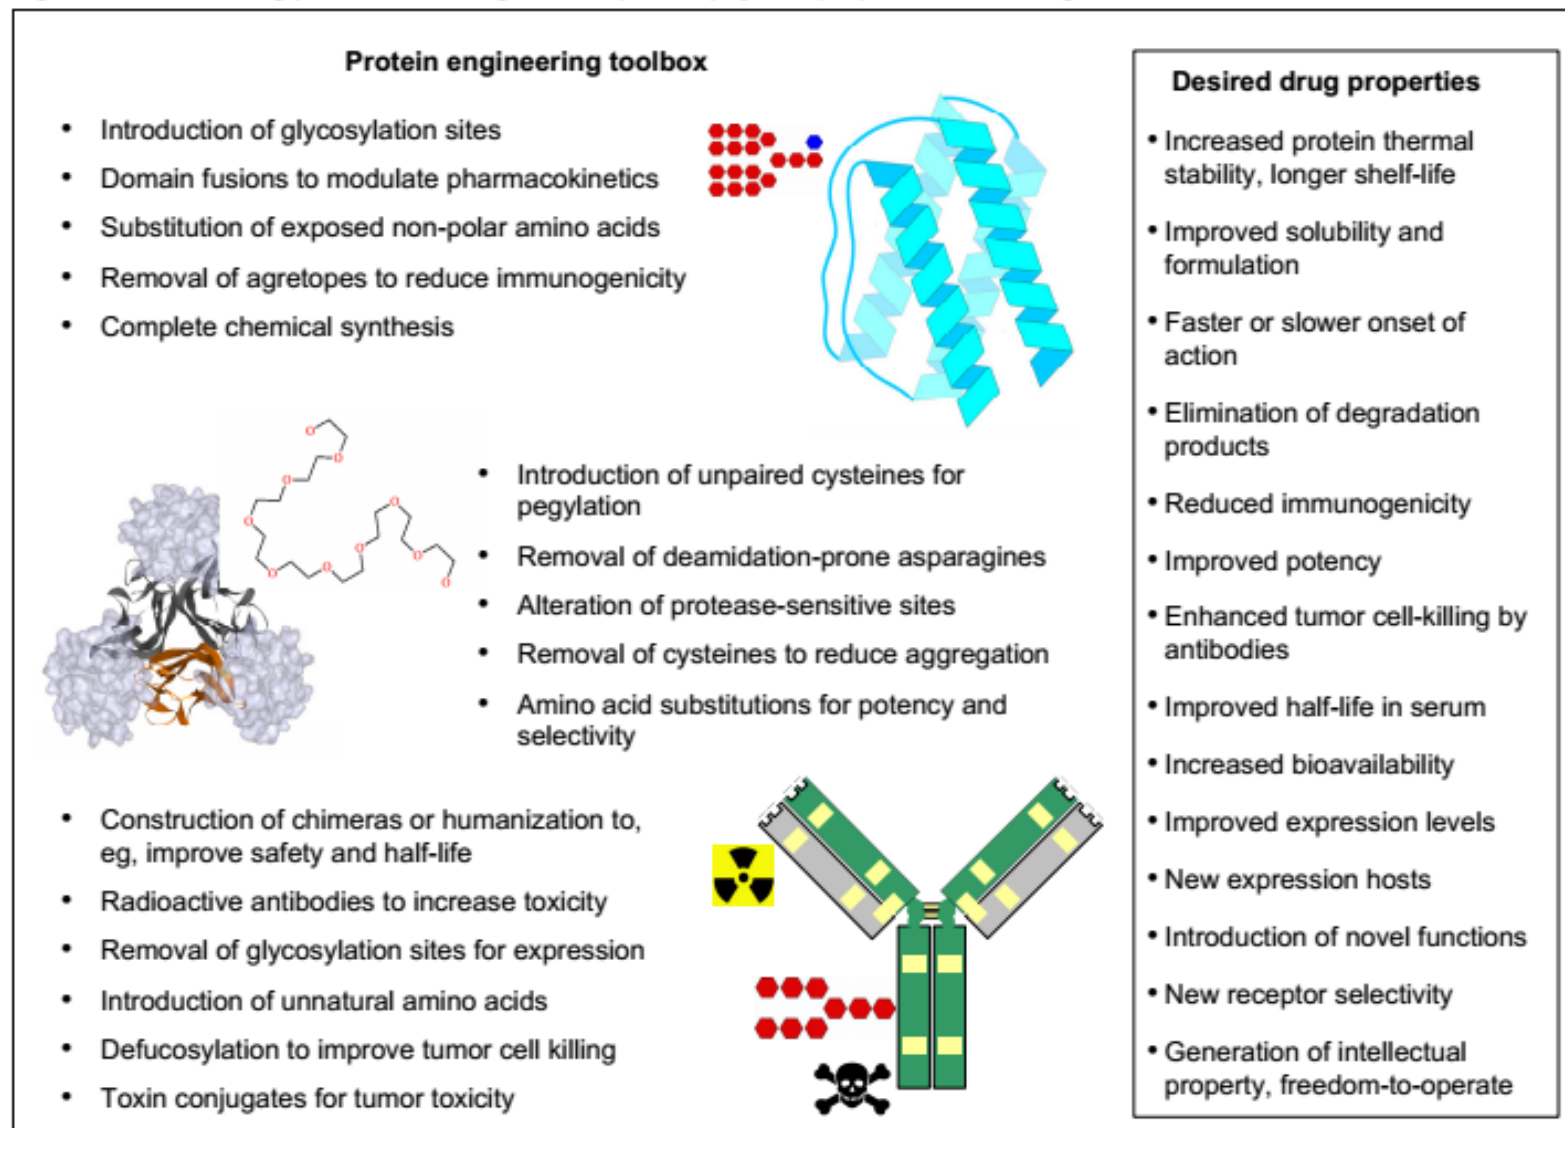 Protein engineering toolbox
• Introduction of glycosylation sites
• Domain fusions to modulate pharmacokinetics
• Substitution of exposed non-polar amino acids
• Removal of agretopes to reduce immunogenicity
• Complete chemical synthesis
O
O
O
O
O
O
O
O
O
O
• Introduction of unpaired cysteines for
pegylation
• Removal of deamidation-prone asparagines
• Alteration of protease-sensitive sites
• Removal of cysteines to reduce aggregation
• Amino acid substitutions for potency and
selectivity
• Construction of chimeras or humanization to,
eg, improve safety and half-life
• Radioactive antibodies to increase toxicity
• Removal of glycosylation sites for expression
• Introduction of unnatural amino acids
• Defucosylation to improve tumor cell killing
• Toxin conjugates for tumor toxicity
Desired drug properties
• Increased protein thermal
stability, longer shelf-life
• Improved solubility and
formulation
• Faster or slower onset of
action
• Elimination of degradation
products
• Reduced immunogenicity
• Improved potency
• Enhanced tumor cell-killing by
antibodies
• Improved half-life in serum
• Increased bioavailability
• Improved expression levels
• New expression hosts
• Introduction of novel functions
• New receptor selectivity
• Generation of intellectual
property, freedom-to-operate